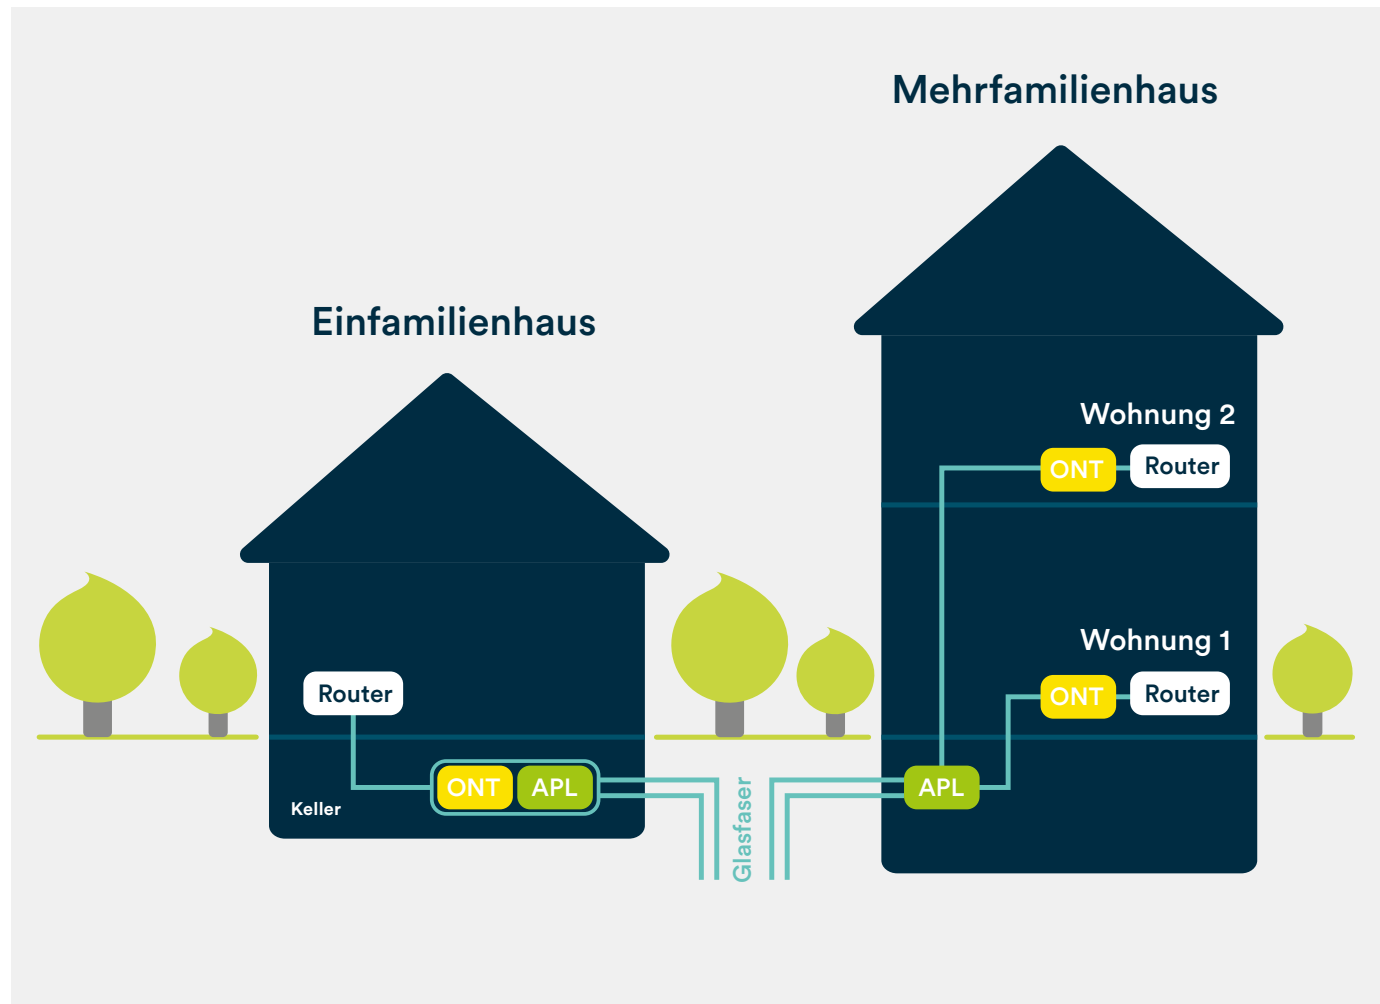 Mehrfamilienhaus
Einfamilienhaus
Wohnung 2
ONT
Router
Wohnung 1
ONT
Router
Router
ONT
APL
Keller
Glasfaser
APL